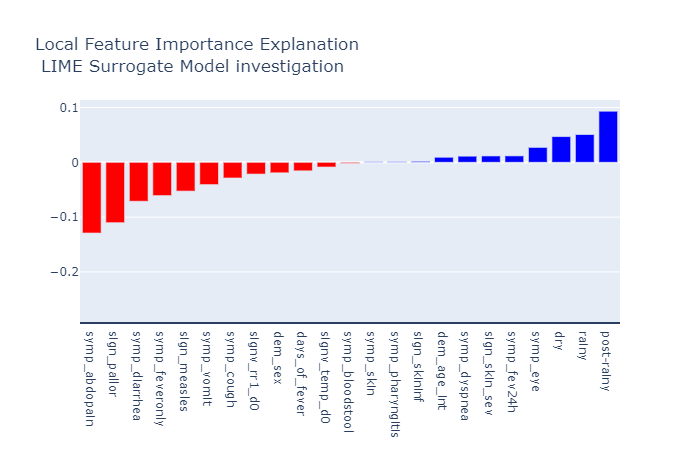 Local Feature Importance Explanation
LIME Surrogate Model investigation
0.1
0
−0.1
−0.2
symp_abdopain
sign_pallor
symp_diarrhea
symp_feveronly
sign_measles
symp_vomit
symp_cough
signv_rr1_d0
dem_sex
days_of_fever
signv_temp_d0
symp_bloodstool
symp_skin
symp_pharyngitis
sign_skininf
dem_age_int
symp_dyspnea
sign_skin_sev
symp_fev24h
symp_eye
dry
rainy
post-rainy